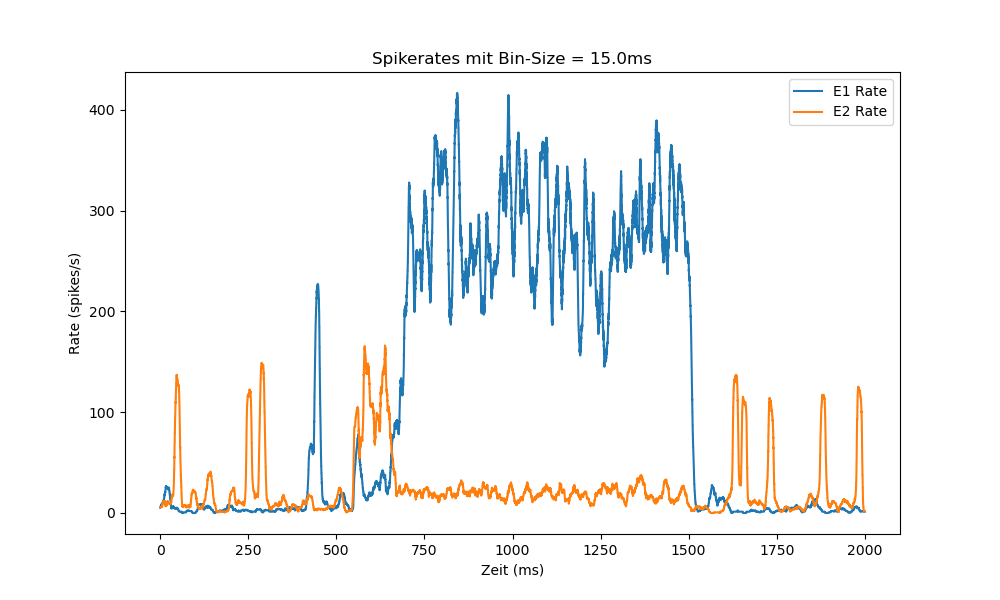 Spikerates mit Bin-Size = 15.0ms
E1 Rate
E2 Rate
400
300
200
100
0
Rate (spikes/s)
0 250 500 750 1000 1250 1500 1750 2000
Zeit (ms)